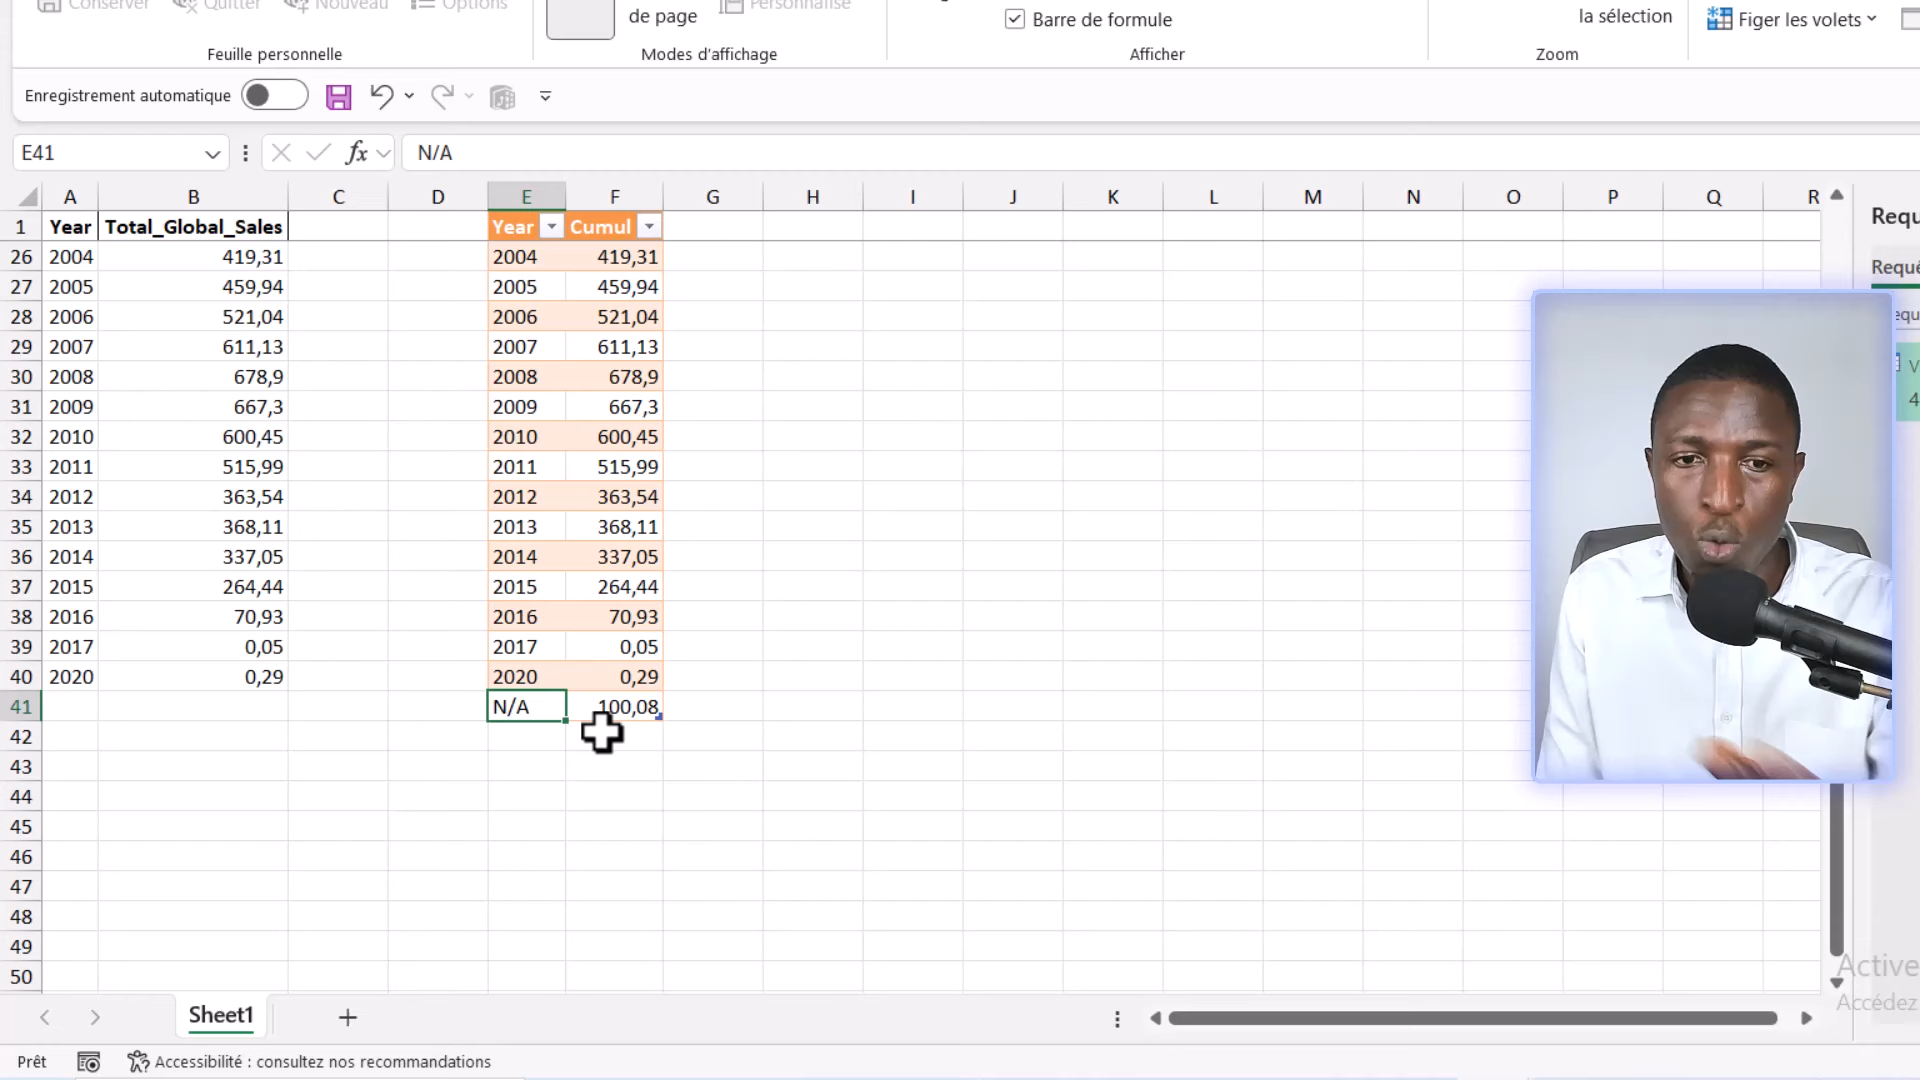 Conserver Quitter Nouveau Options
de page
Personnalisé
Barre de formule
la sélection
Figer les volets
Feuille personnelle
Modes d'affichage
Afficher
Zoom
Enregistrement automatique
E41
fx
N/A
A B C D E F G H I J K L M N O P Q R
1 Year Total_Global_Sales Year Cumul
26 2004 419,31 2004 419,31
27 2005 459,94 2005 459,94
28 2006 521,04 2006 521,04
29 2007 611,13 2007 611,13
30 2008 678,9 2008 678,9
31 2009 667,3 2009 667,3
32 2010 600,45 2010 600,45
33 2011 515,99 2011 515,99
34 2012 363,54 2012 363,54
35 2013 368,11 2013 368,11
36 2014 337,05 2014 337,05
37 2015 264,44 2015 264,44
38 2016 70,93 2016 70,93
39 2017 0,05 2017 0,05
40 2020 0,29 2020 0,29
41 N/A 100,08
42
43
44
45
46
47
48
49
50
Requ
Requê
equ
V
4
Active
Accédez
Sheet1
Prêt
Accessibilité : consultez nos recommandations